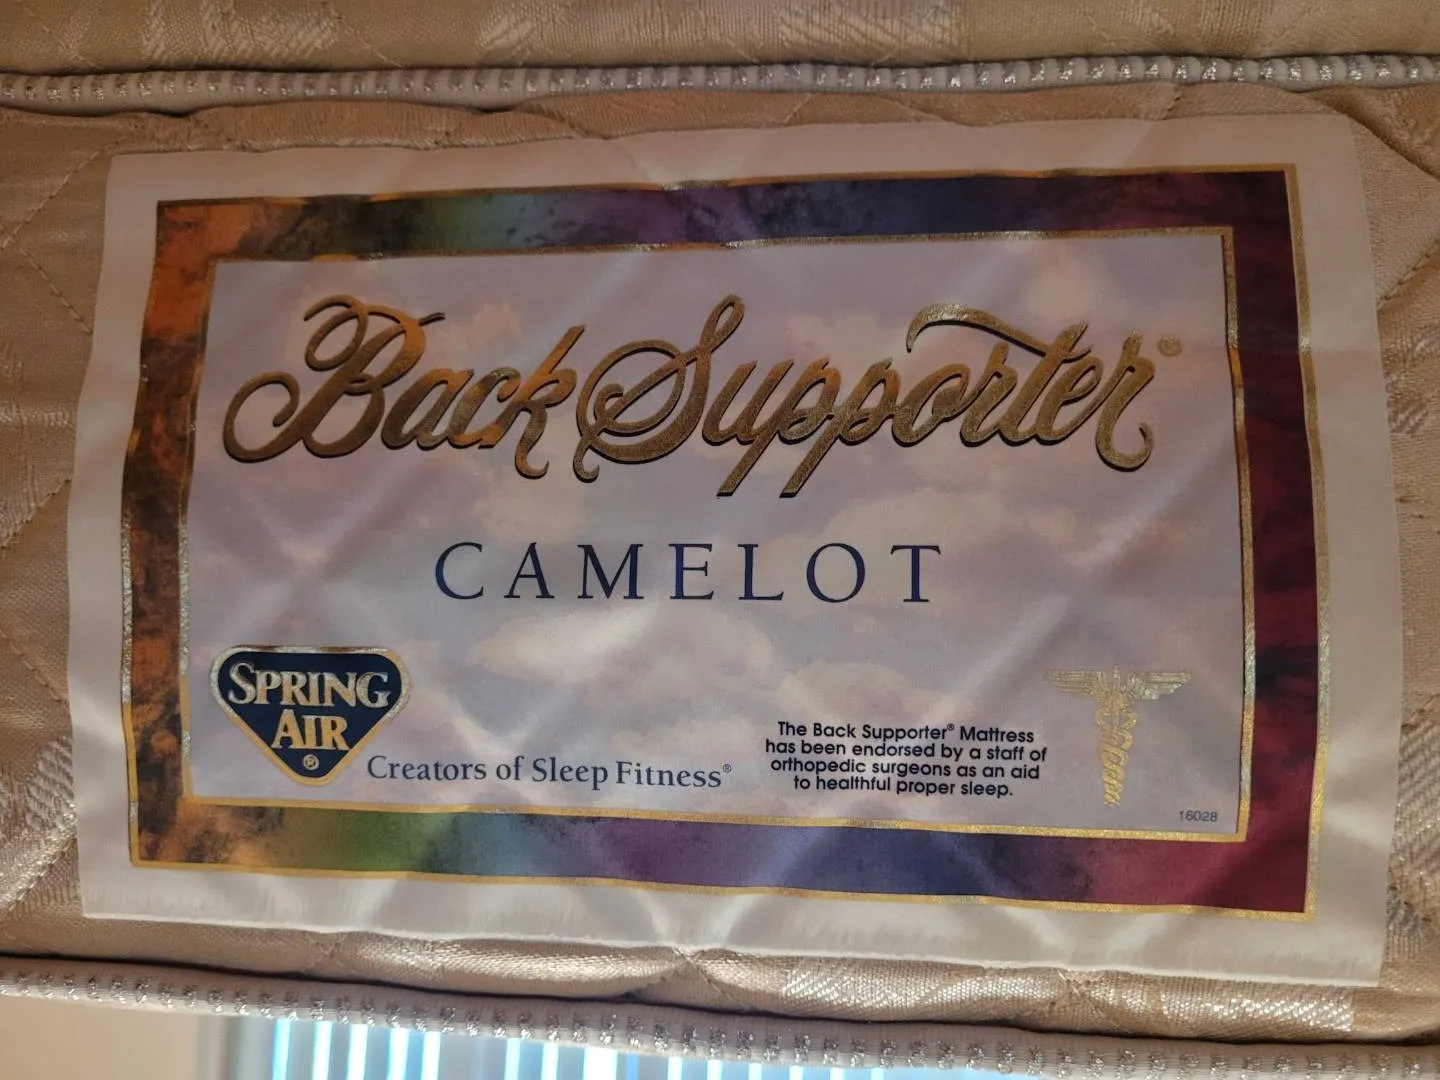 Back Supporter®
CAMELOT
SPRING
AIR
®
Creators of Sleep Fitness®
The Back Supporter® Mattress
has been endorsed by a staff of
orthopedic surgeons as an aid
to healthful proper sleep.
16028